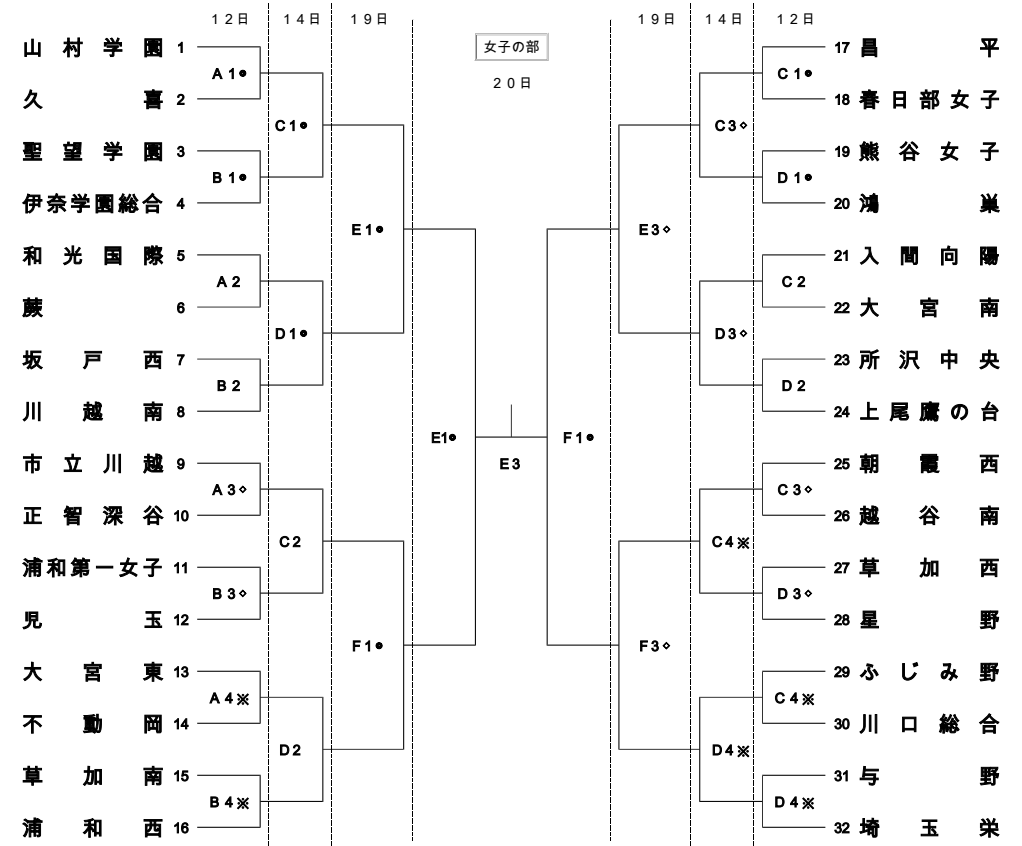 12日 14日 19日 19日 14日 12日
女子の部
20日
山村学園 1 17 昌平
A1● C1●
久喜 2 18 春日部女子
C1● C3◇
聖望学園 3 19 熊谷女子
B1● D1●
伊奈学園総合 4 20 鴻巣
E1● E3◇
和光国際 5 21 入間向陽
A2 C2
蕨 6 22 大宮南
D1● D3◇
坂戸西 7 23 所沢中央
B2 D2
川越南 8 24 上尾鷹の台
E1● F1●
E3
市立川越 9 25 朝霞西
A3◇ C3◇
正智深谷 10 26 越谷南
C2 C4※
浦和第一女子 11 27 草加西
B3◇ D3◇
児玉 12 28 星野
F1● F3◇
大宮東 13 29 ふじみ野
A4※ C4※
不動岡 14 30 川口総合
D2 D4※
草加南 15 31 与野
B4※ D4※
浦和西 16 32 埼玉栄